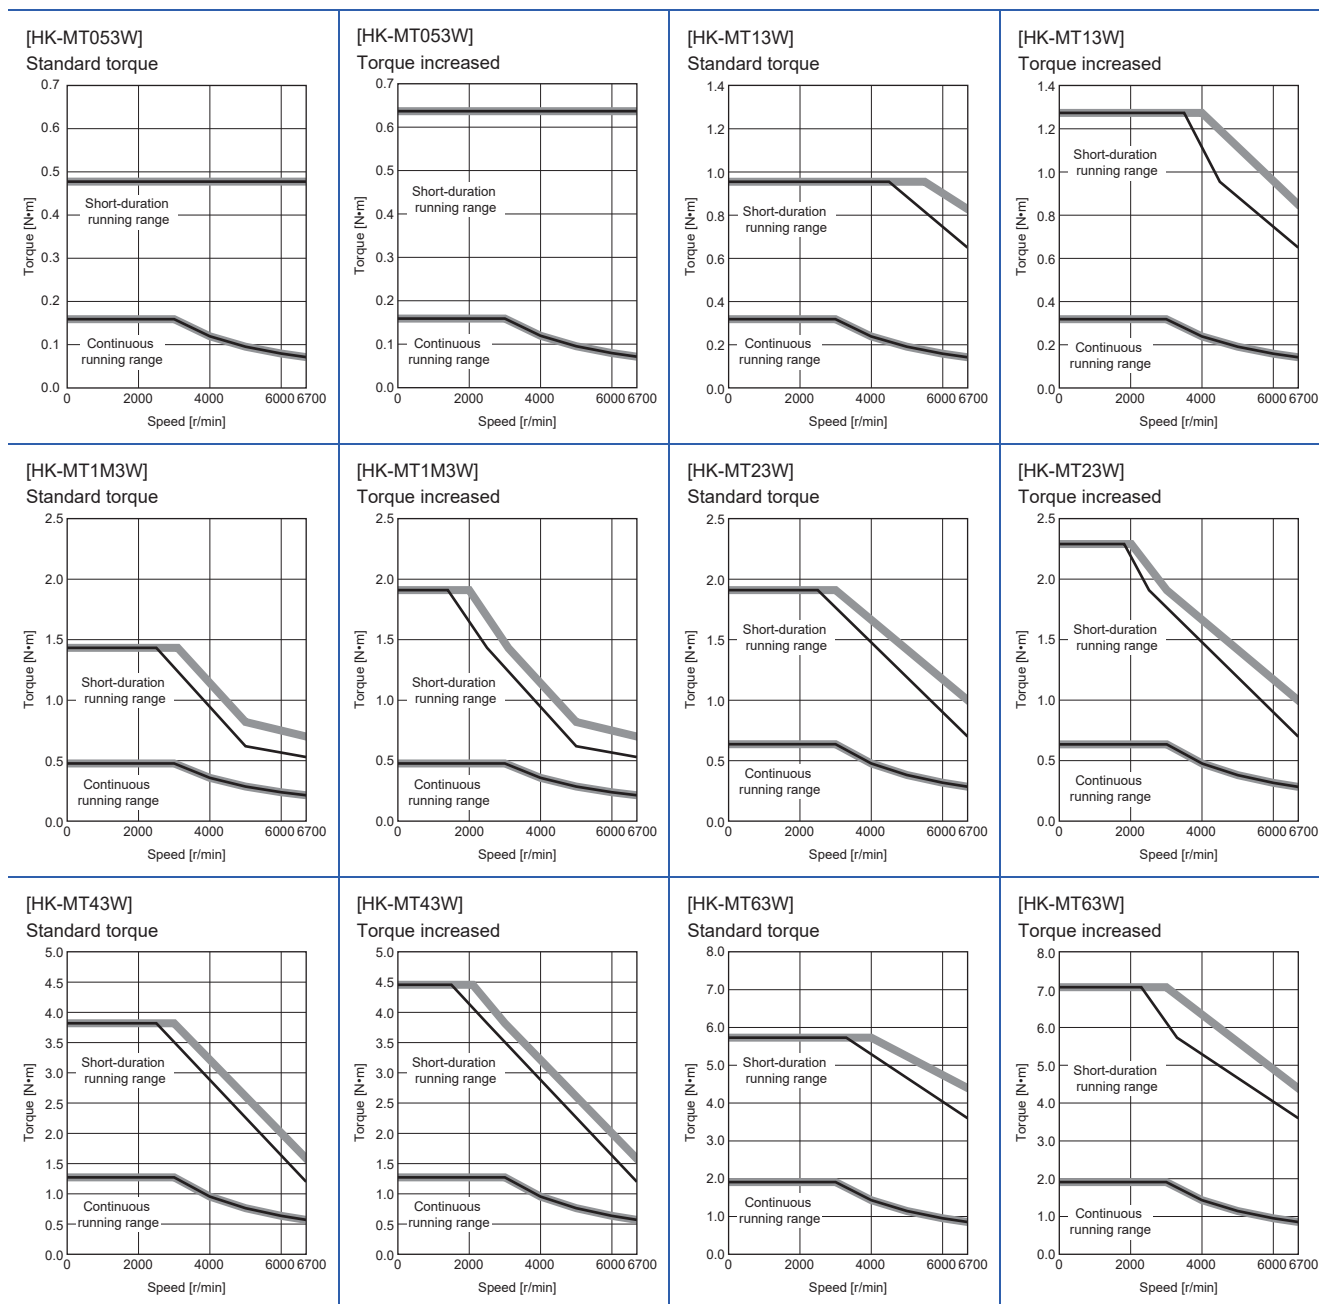 [HK-MT053W]
Standard torque
0.7
0.6
0.5
0.4
0.3
0.2
0.1
0.0
Torque [N•m]
Short-duration
running range
Continuous
running range
0 2000 4000 6000 6700
Speed [r/min]
[HK-MT053W]
Torque increased
0.7
0.6
0.5
0.4
0.3
0.2
0.1
0.0
Torque [N•m]
Short-duration
running range
Continuous
running range
0 2000 4000 6000 6700
Speed [r/min]
[HK-MT13W]
Standard torque
1.4
1.2
1.0
0.8
0.6
0.4
0.2
0.0
Torque [N•m]
Short-duration
running range
Continuous
running range
0 2000 4000 6000 6700
Speed [r/min]
[HK-MT13W]
Torque increased
1.4
1.2
1.0
0.8
0.6
0.4
0.2
0.0
Torque [N•m]
Short-duration
running range
Continuous
running range
0 2000 4000 6000 6700
Speed [r/min]
[HK-MT1M3W]
Standard torque
2.5
2.0
1.5
1.0
0.5
0.0
Torque [N•m]
Short-duration
running range
Continuous
running range
0 2000 4000 6000 6700
Speed [r/min]
[HK-MT1M3W]
Torque increased
2.5
2.0
1.5
1.0
0.5
0.0
Torque [N•m]
Short-duration
running range
Continuous
running range
0 2000 4000 6000 6700
Speed [r/min]
[HK-MT23W]
Standard torque
2.5
2.0
1.5
1.0
0.5
0.0
Torque [N•m]
Short-duration
running range
Continuous
running range
0 2000 4000 6000 6700
Speed [r/min]
[HK-MT23W]
Torque increased
2.5
2.0
1.5
1.0
0.5
0.0
Torque [N•m]
Short-duration
running range
Continuous
running range
0 2000 4000 6000 6700
Speed [r/min]
[HK-MT43W]
Standard torque
5.0
4.5
4.0
3.5
3.0
2.5
2.0
1.5
1.0
0.5
0.0
Torque [N•m]
Short-duration
running range
Continuous
running range
0 2000 4000 6000 6700
Speed [r/min]
[HK-MT43W]
Torque increased
5.0
4.5
4.0
3.5
3.0
2.5
2.0
1.5
1.0
0.5
0.0
Torque [N•m]
Short-duration
running range
Continuous
running range
0 2000 4000 6000 6700
Speed [r/min]
[HK-MT63W]
Standard torque
8.0
7.0
6.0
5.0
4.0
3.0
2.0
1.0
0.0
Torque [N•m]
Short-duration
running range
Continuous
running range
0 2000 4000 6000 6700
Speed [r/min]
[HK-MT63W]
Torque increased
8.0
7.0
6.0
5.0
4.0
3.0
2.0
1.0
0.0
Torque [N•m]
Short-duration
running range
Continuous
running range
0 2000 4000 6000 6700
Speed [r/min]